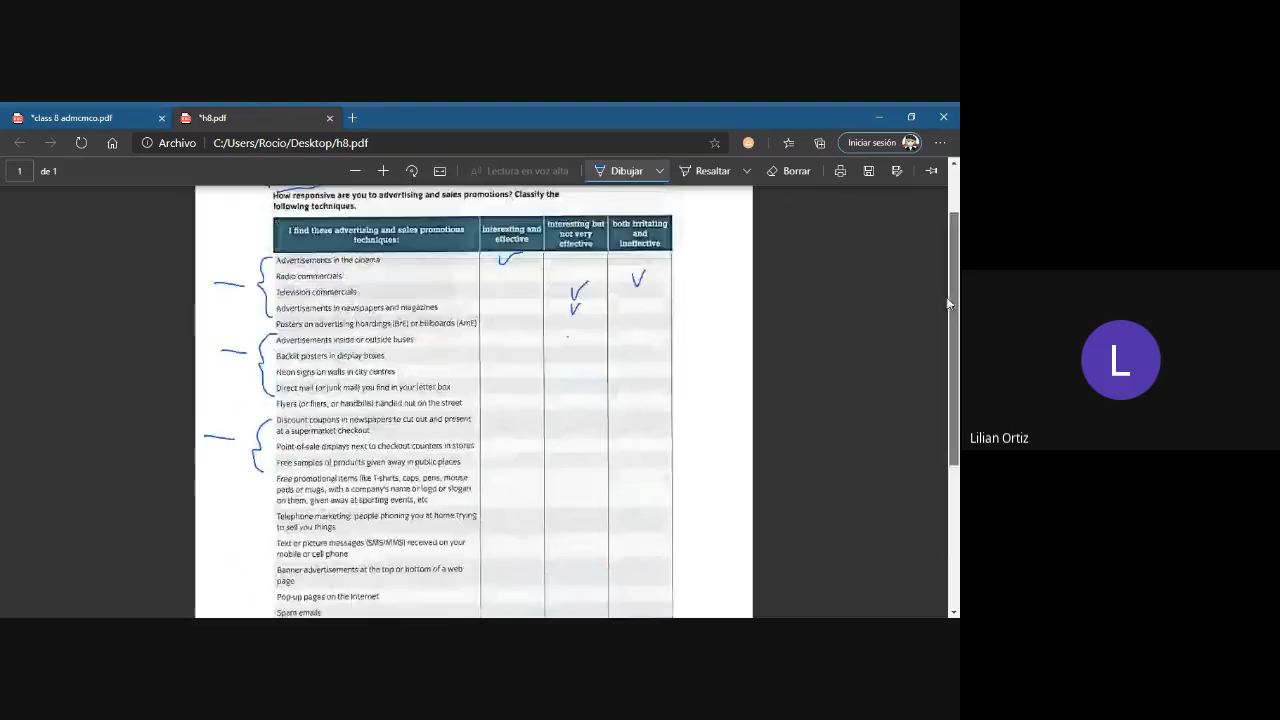 *class 8 admcmco.pdf
*h8.pdf
Archivo
C:/Users/Rocio/Desktop/h8.pdf
Iniciar sesión
1
de 1
Lectura en voz alta
Dibujar
Resaltar
Borrar
How responsive are you to advertising and sales promotions? Classify the
following techniques.
I find these advertising and sales promotions
techniques:
interesting and
effective
interesting but
not very
effective
both irritating
and
ineffective
Advertisements in the cinema
Radio commercials
Television commercials
Advertisements in newspapers and magazines
Posters on advertising hoardings (BrE) or billboards (AmE)
Advertisements inside or outside buses
Backlit posters in display boxes
Neon signs on walls in city centres
Direct mail (or junk mail) you find in your letter box
Flyers (or fliers, or handbills) handed out on the street
Discount coupons in newspapers to cut out and present
at a supermarket checkout
Point-of-sale displays next to checkout counters in stores
Free samples of products given away in public places
Free promotional items like T-shirts, caps, pens, mouse
pads or mugs, with a company's name or logo or slogan
on them, given away at sporting events, etc
Telephone marketing: people phoning you at home trying
to sell you things
Text or picture messages (SMS/MMS) received on your
mobile or cell phone
Banner advertisements at the top or bottom of a web
page
Pop-up pages on the Internet
Spam emails
L
Lilian Ortiz